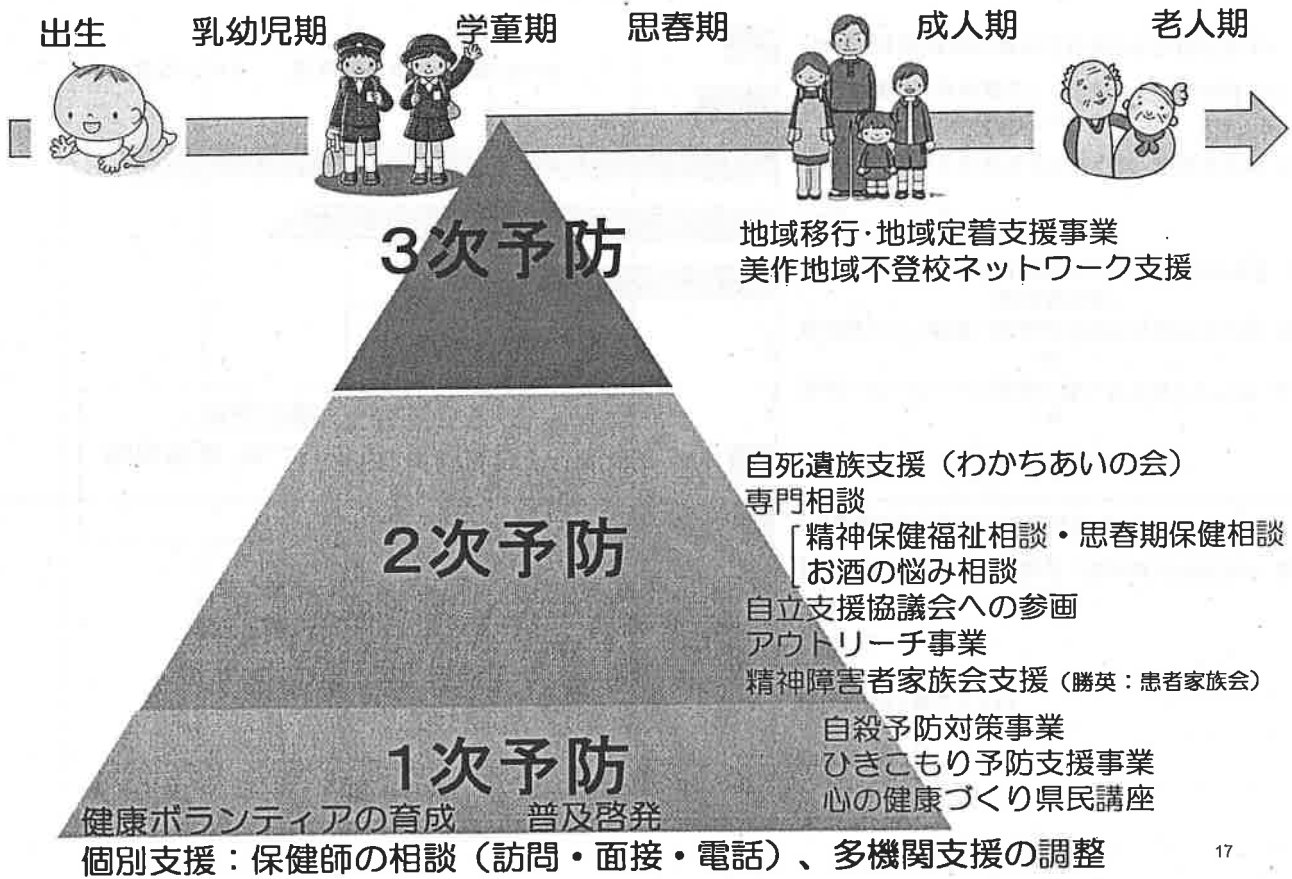 出生 乳幼児期 学童期 思春期 成人期 老人期
3次予防
地域移行・地域定着支援事業
美作地域不登校ネットワーク支援
2次予防
自死遺族支援（わかちあいの会）
専門相談
精神保健福祉相談・思春期保健相談
お酒の悩み相談
自立支援協議会への参画
アウトリーチ事業
精神障害者家族会支援（勝英：患者家族会）
1次予防
自殺予防対策事業
ひきこもり予防支援事業
心の健康づくり県民講座
健康ボランティアの育成 普及啓発
個別支援：保健師の相談（訪問・面接・電話）、多機関支援の調整
17